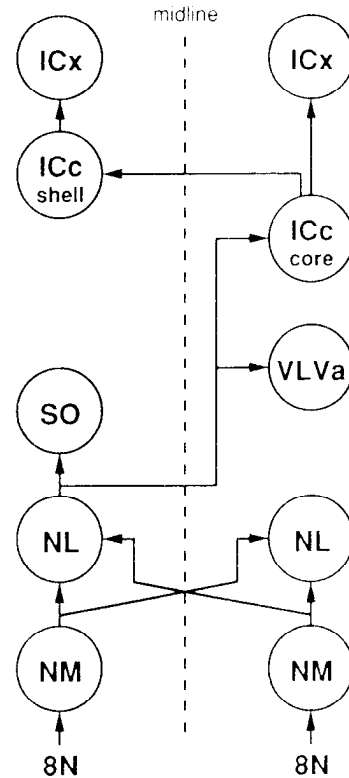 midline
ICx
ICx
ICc
shell
ICc
core
VLVa
SO
NL
NL
NM
NM
8N
8N